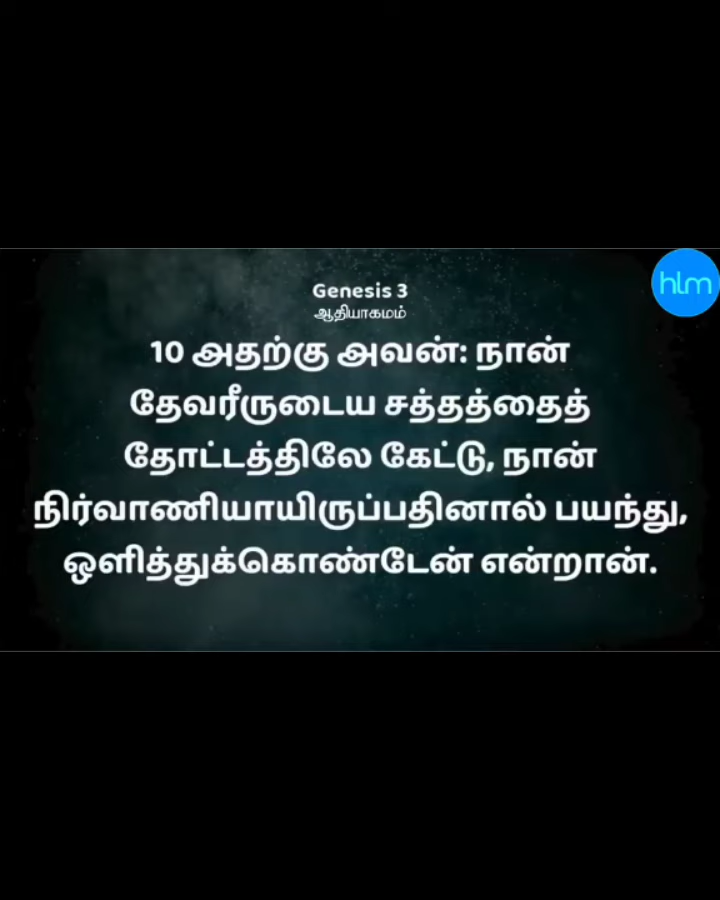 hlm
Genesis 3
ஆதியாகமம்
10 அதற்கு அவன்: நான்
தேவரீருடைய சத்தத்தைத்
தோட்டத்திலே கேட்டு, நான்
நிர்வாணியாயிருப்பதினால் பயந்து,
ஒளித்துக்கொண்டேன் என்றான்.